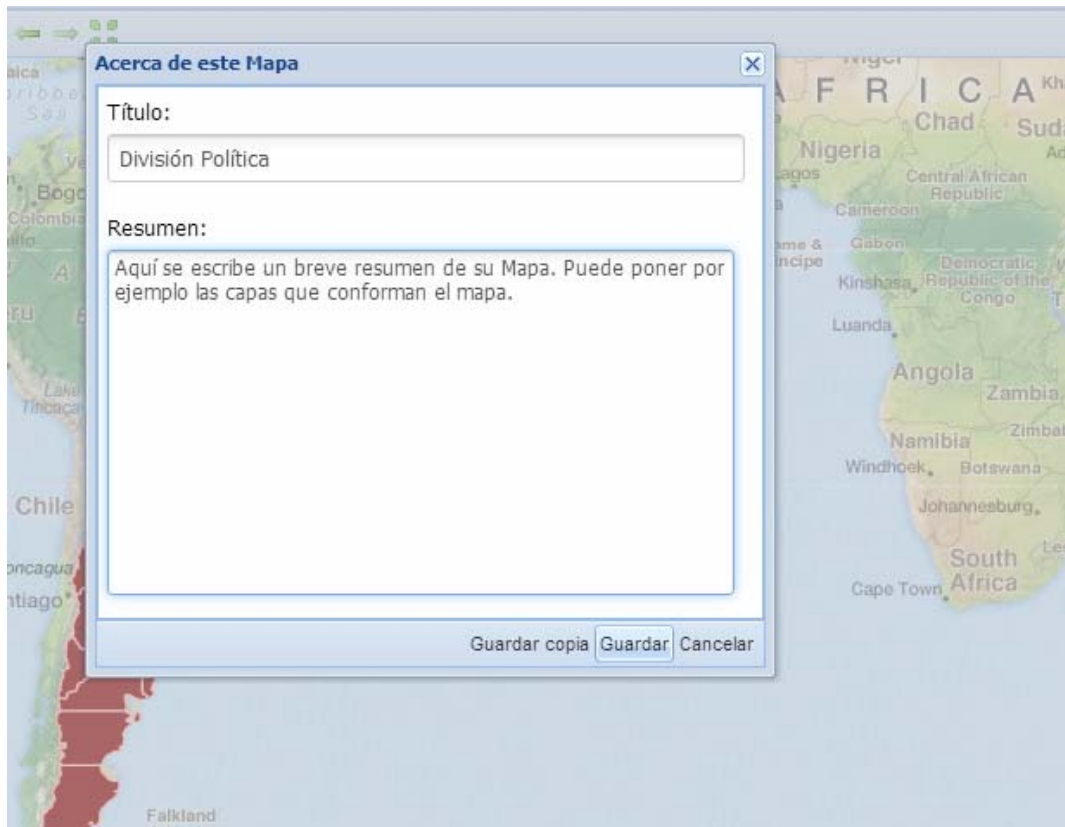 Acerca de este Mapa
Título:
División Política
Resumen:
Aquí se escribe un breve resumen de su Mapa. Puede poner por
ejemplo las capas que conforman el mapa.
Guardar copia Guardar Cancelar
A F R I C A
Chad
Nigeria
Central African
Republic
Cameroon
Gabon
Democratic
Kinshasa Republic of the
Congo
Luanda
Angola
Zambia
Namibia
Windhoek Botswana
Johannesburg
South
Africa
Cape Town
Lake
Titicaca
Chile
Falkland